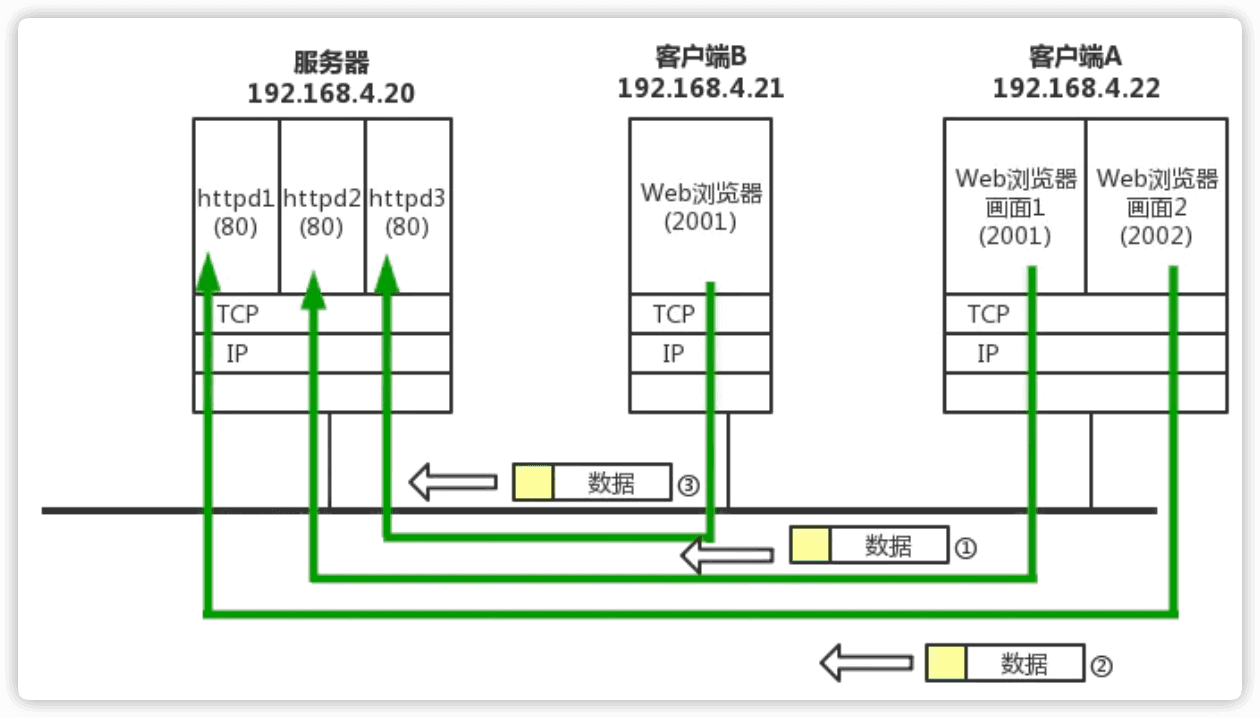 服务器
192.168.4.20
客户端B
192.168.4.21
客户端A
192.168.4.22
httpd1
(80)
httpd2
(80)
httpd3
(80)
TCP
IP
Web浏览器
(2001)
TCP
IP
Web浏览器
画面1
(2001)
Web浏览器
画面2
(2002)
TCP
IP
数据 ③
数据 ①
数据 ②